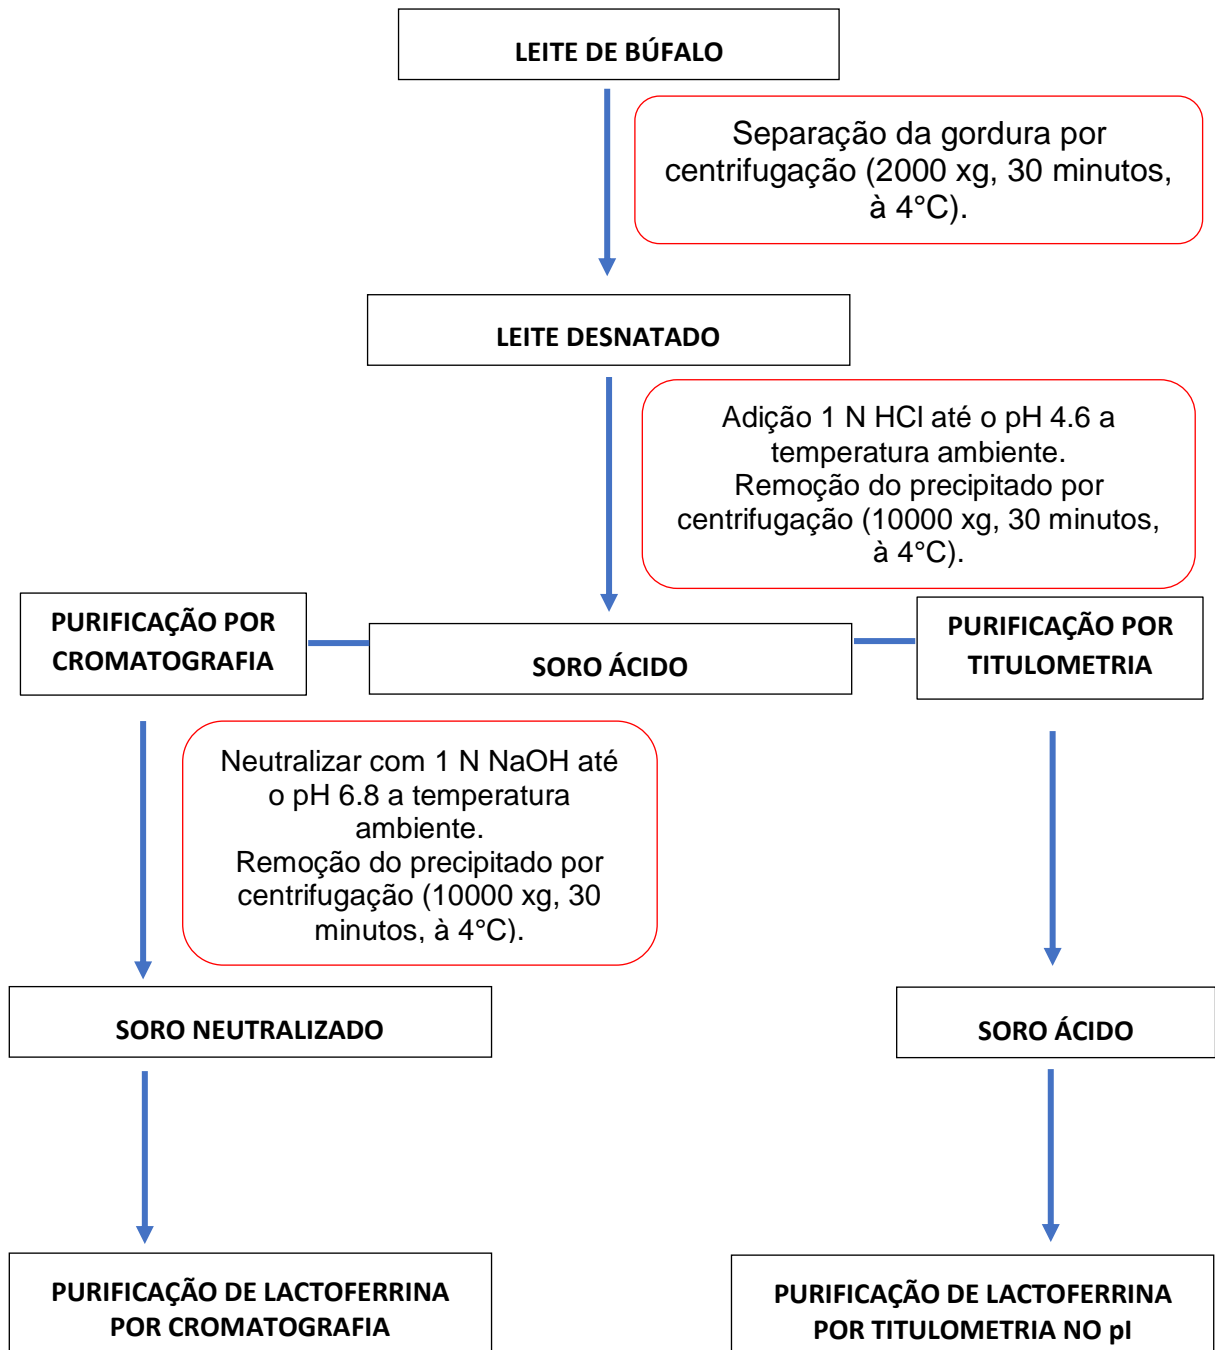 LEITE DE BÚFALO
Separação da gordura por
centrifugação (2000 xg, 30 minutos,
à 4°C).
LEITE DESNATADO
Adição 1 N HCl até o pH 4.6 a
temperatura ambiente.
Remoção do precipitado por
centrifugação (10000 xg, 30 minutos,
à 4°C).
PURIFICAÇÃO POR
CROMATOGRAFIA
SORO ÁCIDO
PURIFICAÇÃO POR
TITULOMETRIA
Neutralizar com 1 N NaOH até
o pH 6.8 a temperatura
ambiente.
Remoção do precipitado por
centrifugação (10000 xg, 30
minutos, à 4°C).
SORO NEUTRALIZADO
SORO ÁCIDO
PURIFICAÇÃO DE LACTOFERRINA
POR CROMATOGRAFIA
PURIFICAÇÃO DE LACTOFERRINA
POR TITULOMETRIA NO pI